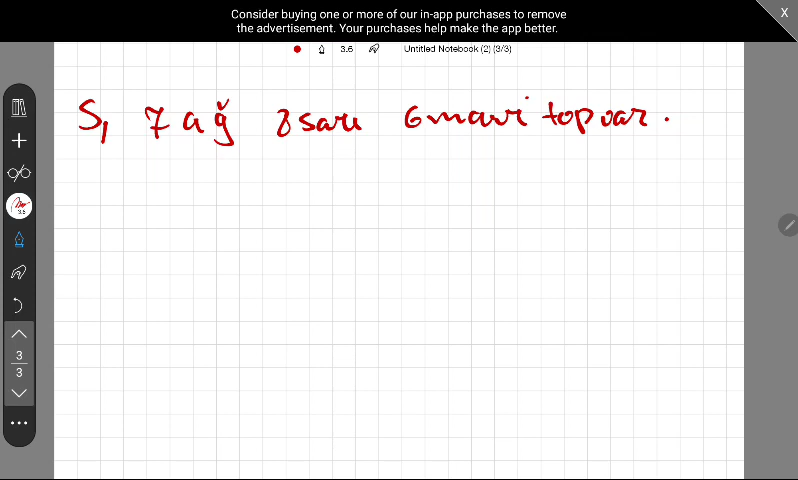 Consider buying one or more of our in-app purchases to remove
the advertisement. Your purchases help make the app better.
X
3.6
Untitled Notebook (2) (3/3)
S, 7 ağ 8 sarı 6 mavi top var.
3.6
3
3